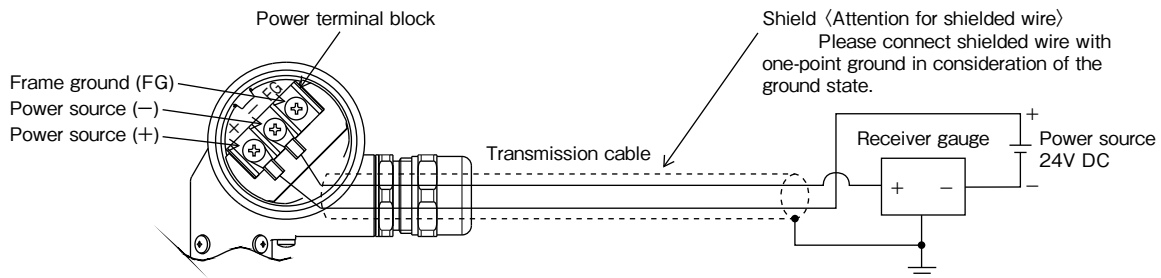 Power terminal block
Shield 〈Attention for shielded wire〉
Please connect shielded wire with
one-point ground in consideration of the
ground state.
Frame ground (FG)
Power source (−)
Power source (+)
FG
−
+
Transmission cable
Receiver gauge
+
Power source
24V DC
−
+ −